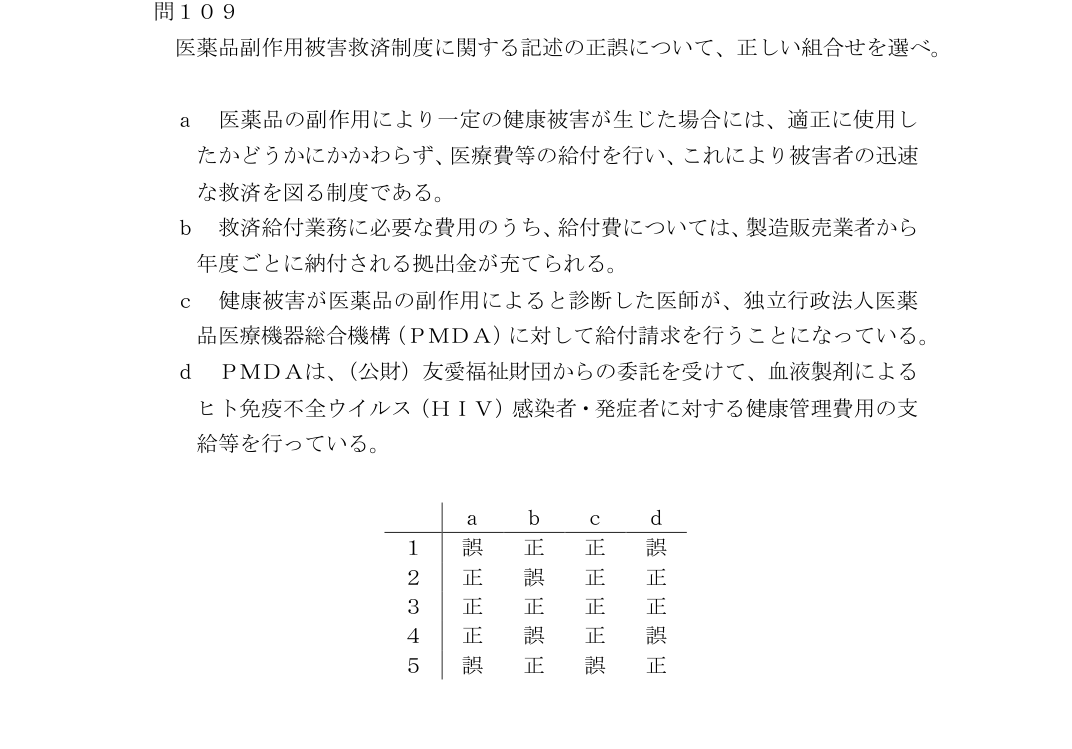 問１０９
医薬品副作用被害救済制度に関する記述の正誤について、正しい組合せを選べ。
ａ　医薬品の副作用により一定の健康被害が生じた場合には、適正に使用し
たかどうかにかかわらず、医療費等の給付を行い、これにより被害者の迅速
な救済を図る制度である。
ｂ　救済給付業務に必要な費用のうち、給付費については、製造販売業者から
年度ごとに納付される拠出金が充てられる。
ｃ　健康被害が医薬品の副作用によると診断した医師が、独立行政法人医薬
品医療機器総合機構（ＰＭＤＡ）に対して給付請求を行うことになっている。
ｄ　ＰＭＤＡは、（公財）友愛福祉財団からの委託を受けて、血液製剤による
ヒト免疫不全ウイルス（ＨＩＶ）感染者・発症者に対する健康管理費用の支
給等を行っている。
ａ　ｂ　ｃ　ｄ
１　誤　正　正　誤
２　正　誤　正　正
３　正　正　正　正
４　正　誤　正　誤
５　誤　正　誤　正